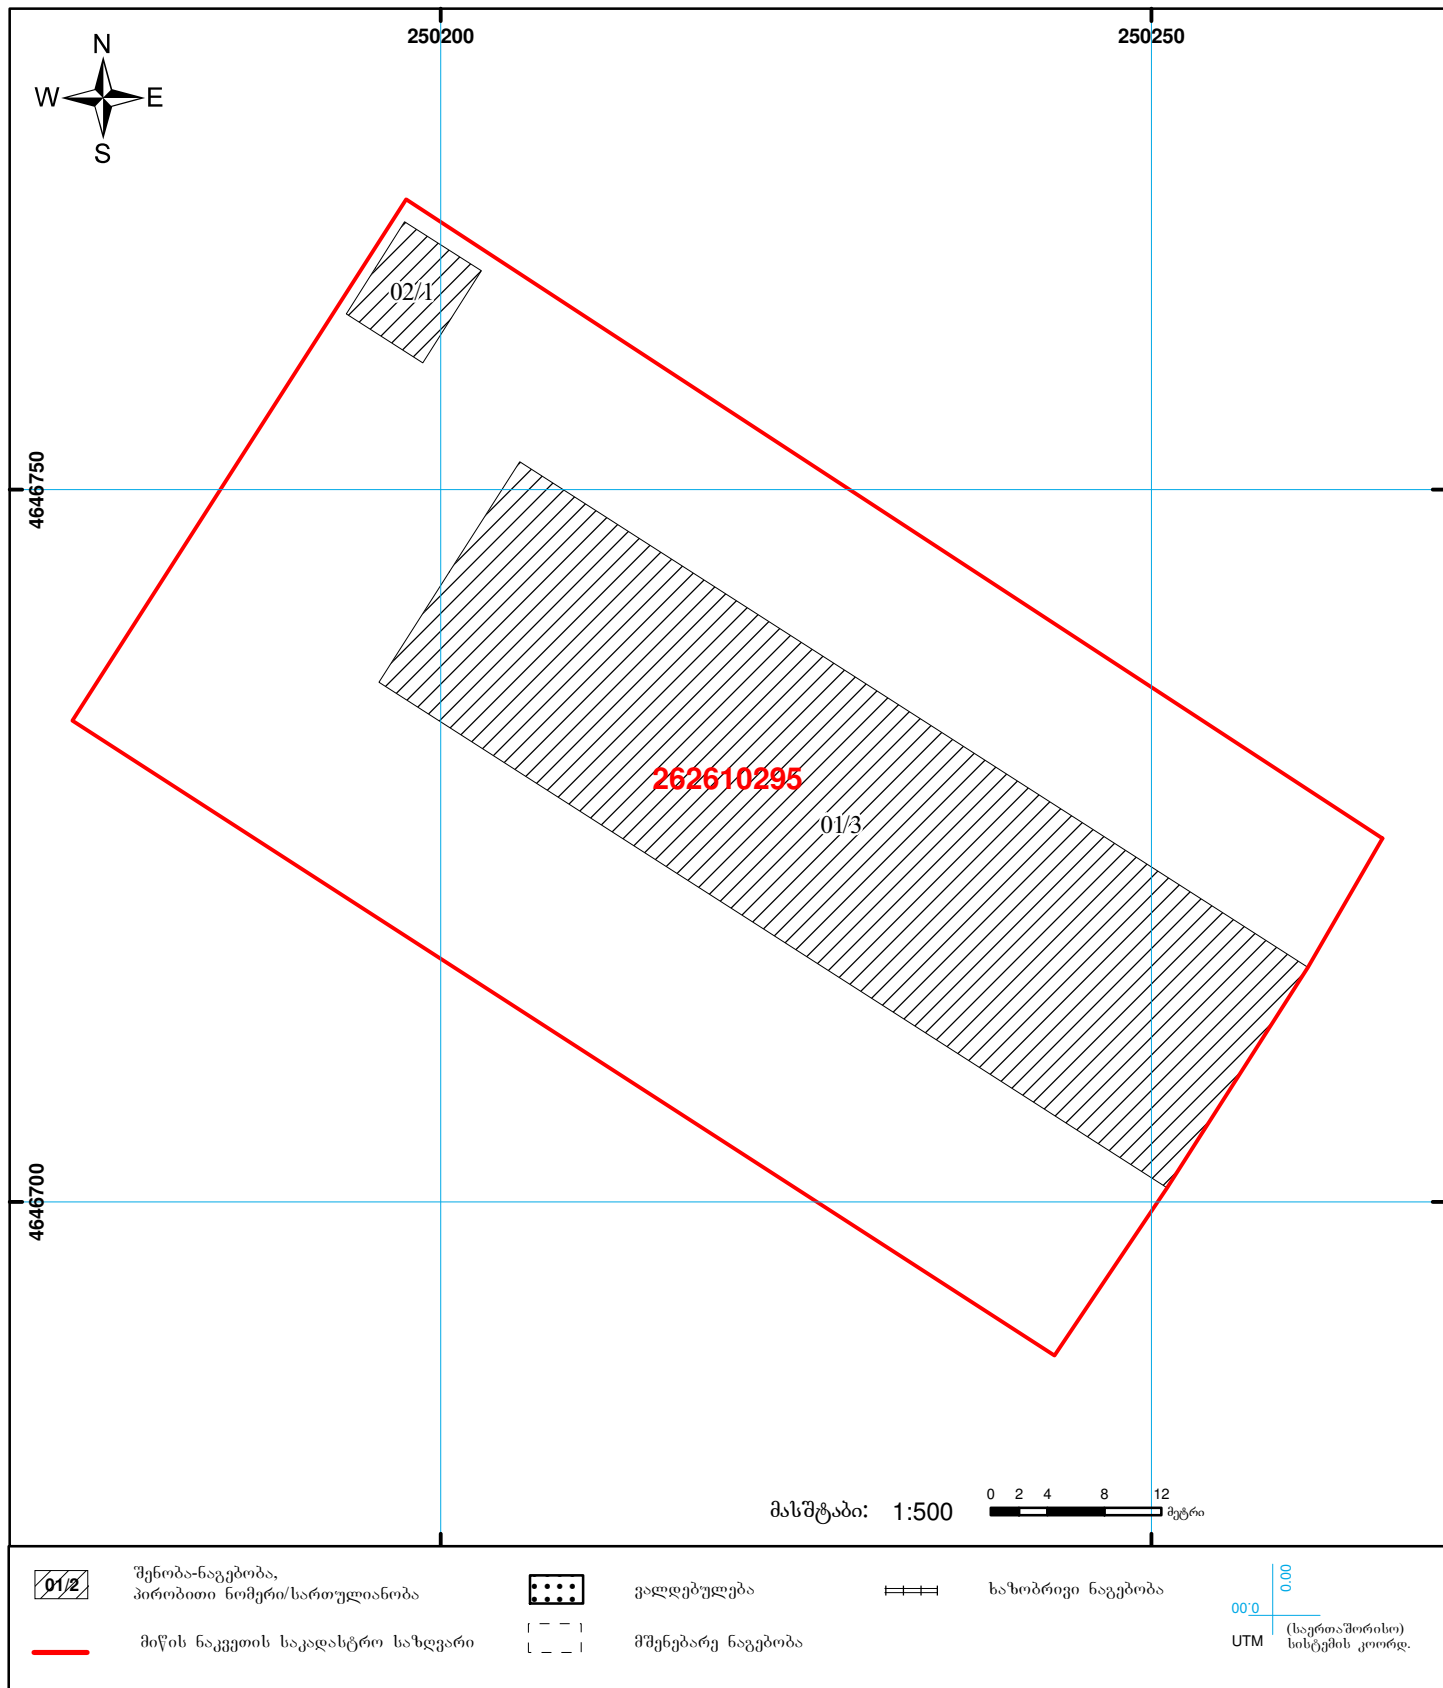 250200
250250
N
W E
S
02/1
4646750
262610295
01/3
4646700
მასშტაბი: 1:500
0 2 4 8 12
მეტრი
01/2
შენობა-ნაგებობა,
პირობითი ნომერი/სართულიანობა
ვალდებულება
ხაზობრივი ნაგებობა
00.0
00.0
მიწის ნაკვეთის საკადასტრო საზღვარი
მშენებარე ნაგებობა
UTM
(საერთაშორისო)
სისტემის კოორდ.